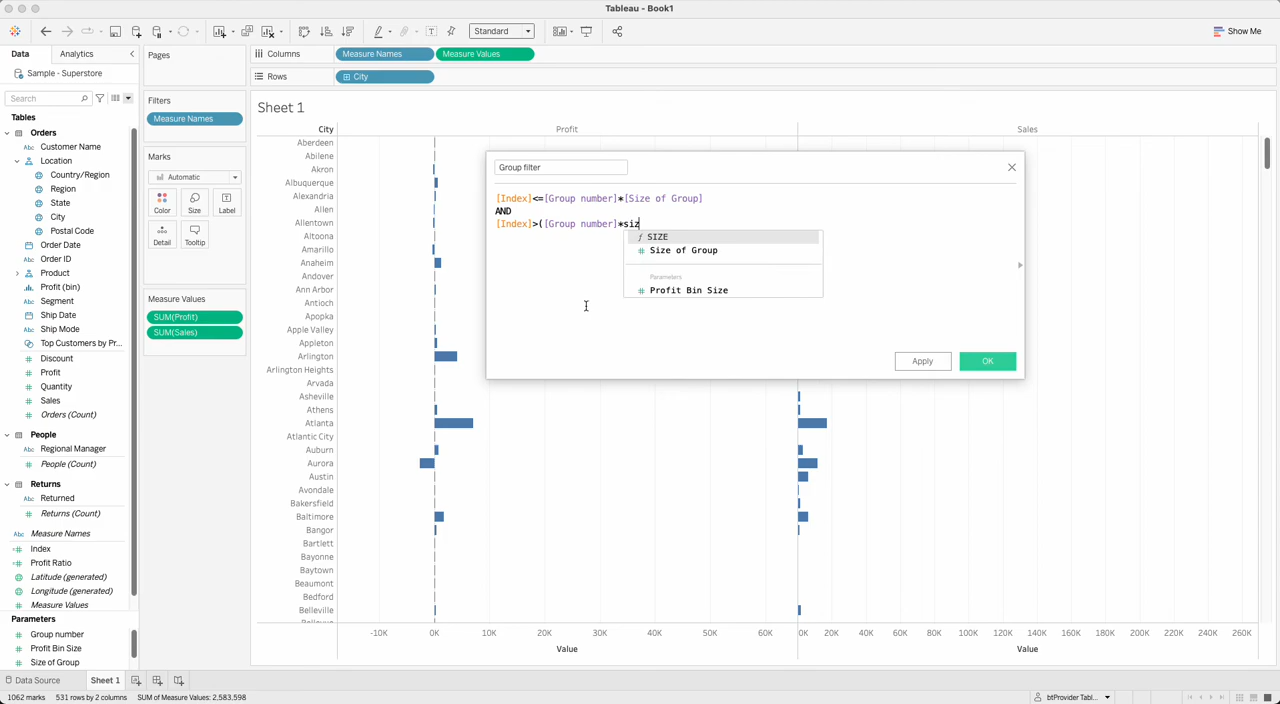 Tableau - Book1
Standard
Show Me
Data
Analytics
Sample - Superstore
Search
Tables
Orders
Abc Customer Name
Location
Country/Region
Region
State
City
Postal Code
Order Date
Abc Order ID
Product
Profit (bin)
Abc Segment
Ship Date
Abc Ship Mode
Top Customers by Pr...
Discount
Profit
Quantity
Sales
Orders (Count)
People
Abc Regional Manager
People (Count)
Returns
Abc Returned
Returns (Count)
Abc Measure Names
Index
Profit Ratio
Latitude (generated)
Longitude (generated)
Measure Values
Parameters
Group number
Profit Bin Size
Size of Group
Pages
Filters
Measure Names
Marks
Automatic
Color
Size
Label
Detail
Tooltip
Measure Values
SUM(Profit)
SUM(Sales)
Columns
Measure Names
Measure Values
Rows
City
Sheet 1
City
Profit
Sales
Aberdeen
Abilene
Akron
Albuquerque
Alexandria
Allen
Allentown
Altoona
Amarillo
Anaheim
Andover
Ann Arbor
Antioch
Apopka
Apple Valley
Appleton
Arlington
Arlington Heights
Arvada
Asheville
Athens
Atlanta
Atlantic City
Auburn
Aurora
Austin
Avondale
Bakersfield
Baltimore
Bangor
Bartlett
Bayonne
Baytown
Beaumont
Bedford
Belleville
-10K 0K 10K 20K 30K 40K 50K 60K
0K 20K 40K 60K 80K 100K 120K 140K 160K 180K 200K 220K 240K 260K
Value
Value
Group filter
[Index]<=[Group number]*[Size of Group]
AND
[Index]>([Group number]*siz
SIZE
Size of Group
Parameters
Profit Bin Size
Apply
OK
Data Source
Sheet 1
1062 marks
531 rows by 2 columns
SUM of Measure Values: 2,583,598
btProvider Tabl...